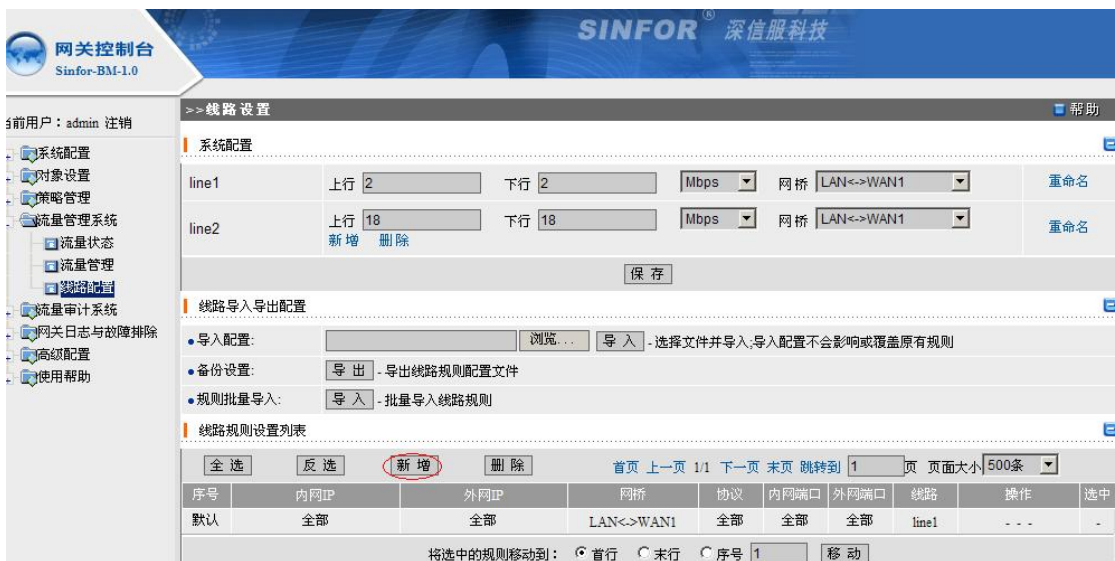 SINFOR® 深信服科技
网关控制台
Sinfor-BM-1.0
当前用户：admin 注销
系统配置
对象设置
策略管理
流量管理系统
流量状态
流量管理
线路配置
流量审计系统
网关日志与故障排除
高级配置
使用帮助
>>线路设置 帮助
系统配置
line1 上行 2 下行 2 Mbps 网桥 LAN<->WAN1 重命名
line2 上行 18 下行 18 Mbps 网桥 LAN<->WAN1 重命名
新增 删除
保存
线路导入导出配置
导入配置: 浏览... 导入 -选择文件并导入;导入配置不会影响或覆盖原有规则
备份设置: 导出 -导出线路规则配置文件
规则批量导入: 导入 -批量导入线路规则
线路规则设置列表
全选 反选 新增 删除 首页 上一页 1/1 下一页 末页 跳转到 1 页 页面大小 500条
序号 内网IP 外网IP 网桥 协议 内网端口 外网端口 线路 操作 选中
默认 全部 全部 LAN<->WAN1 全部 全部 全部 line1 - - - -
将选中的规则移动到： 首行 末行 序号 1 移动